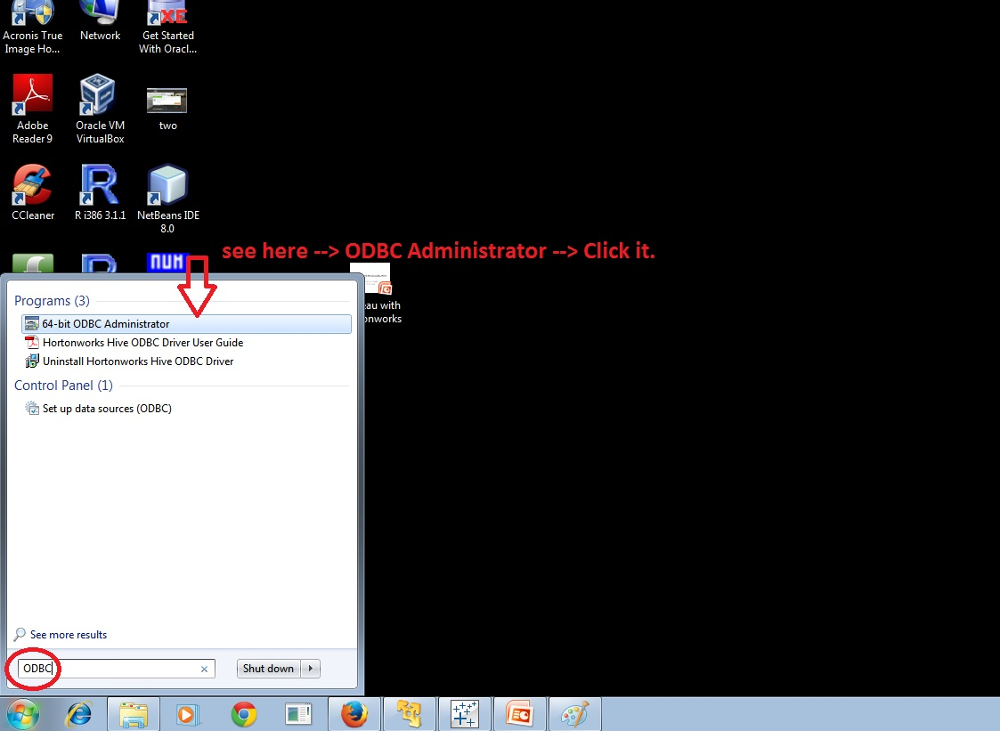 Acronis True
Image Ho...
Network
XE
Get Started
With Oracl...
Adobe
Reader 9
Oracle VM
VirtualBox
two
CCleaner
R i386 3.1.1
NetBeans IDE
8.0
see here --> ODBC Administrator --> Click it.
eau with
onworks
Programs (3)
64-bit ODBC Administrator
Hortonworks Hive ODBC Driver User Guide
Uninstall Hortonworks Hive ODBC Driver
Control Panel (1)
Set up data sources (ODBC)
See more results
ODBC
Shut down